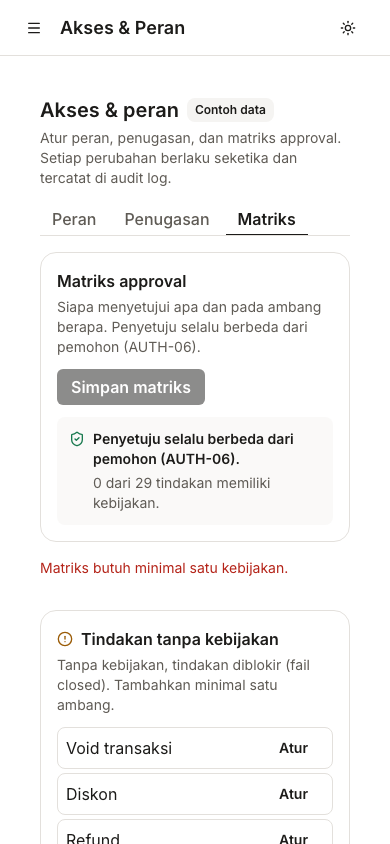 Akses & Peran
Akses & peran
Contoh data
Atur peran, penugasan, dan matriks approval.
Setiap perubahan berlaku seketika dan
tercatat di audit log.
Peran
Penugasan
Matriks
Matriks approval
Siapa menyetujui apa dan pada ambang
berapa. Penyetuju selalu berbeda dari
pemohon (AUTH-06).
Simpan matriks
Penyetuju selalu berbeda dari
pemohon (AUTH-06).
0 dari 29 tindakan memiliki
kebijakan.
Matriks butuh minimal satu kebijakan.
Tindakan tanpa kebijakan
Tanpa kebijakan, tindakan diblokir (fail
closed). Tambahkan minimal satu
ambang.
Void transaksi
Atur
Diskon
Atur
Refund
Atur